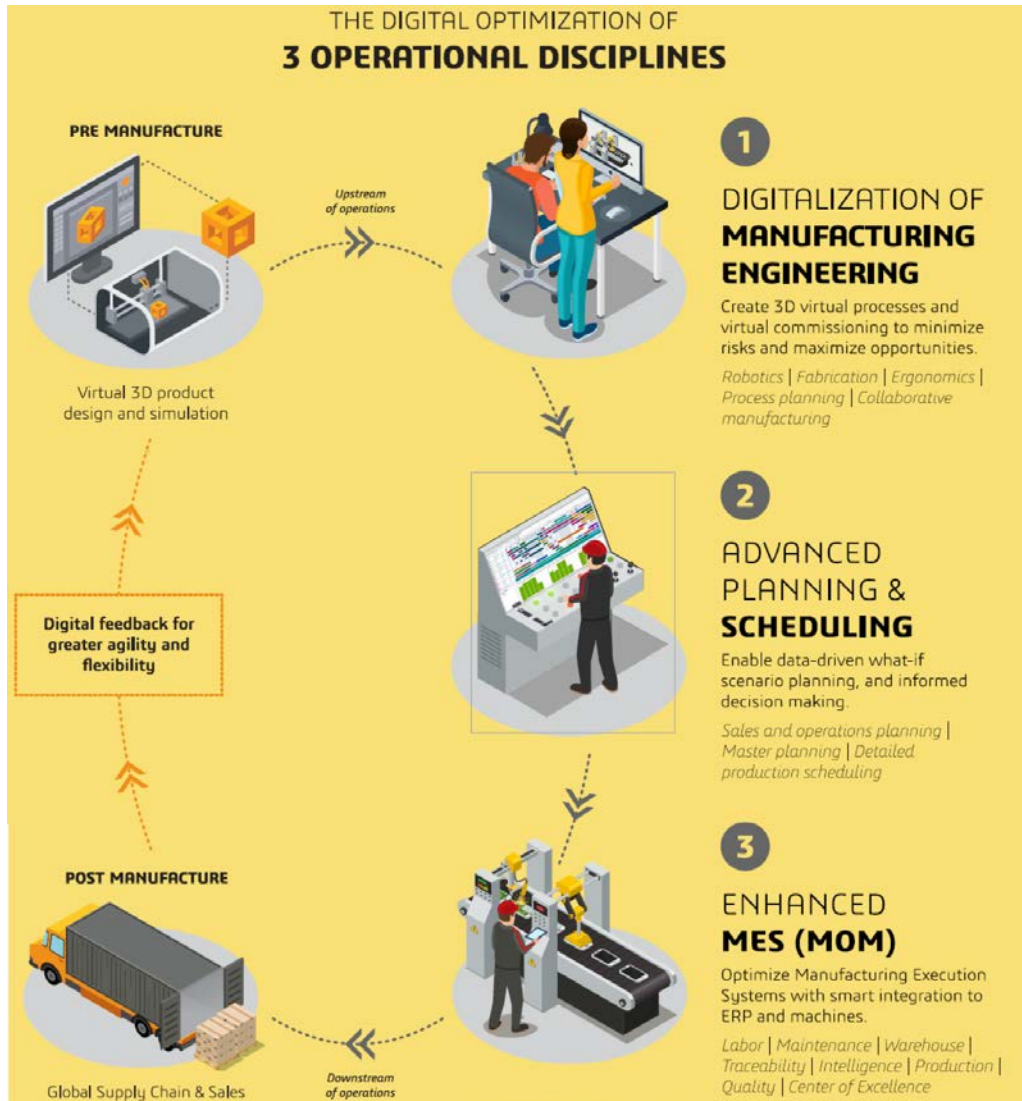 THE DIGITAL OPTIMIZATION OF
3 OPERATIONAL DISCIPLINES
PRE MANUFACTURE
Virtual 3D product
design and simulation
Upstream
of operations
1
DIGITALIZATION OF
MANUFACTURING
ENGINEERING
Create 3D virtual processes and
virtual commissioning to minimize
risks and maximize opportunities.
Robotics | Fabrication | Ergonomics |
Process planning | Collaborative
manufacturing
2
ADVANCED
PLANNING &
SCHEDULING
Enable data-driven what-if
scenario planning, and informed
decision making.
Sales and operations planning |
Master planning | Detailed
production scheduling
3
ENHANCED
MES (MOM)
Optimize Manufacturing Execution
Systems with smart integration to
ERP and machines.
Labor | Maintenance | Warehouse |
Traceability | Intelligence | Production |
Quality | Center of Excellence
Downstream
of operations
POST MANUFACTURE
Global Supply Chain & Sales
Digital feedback for
greater agility and
flexibility